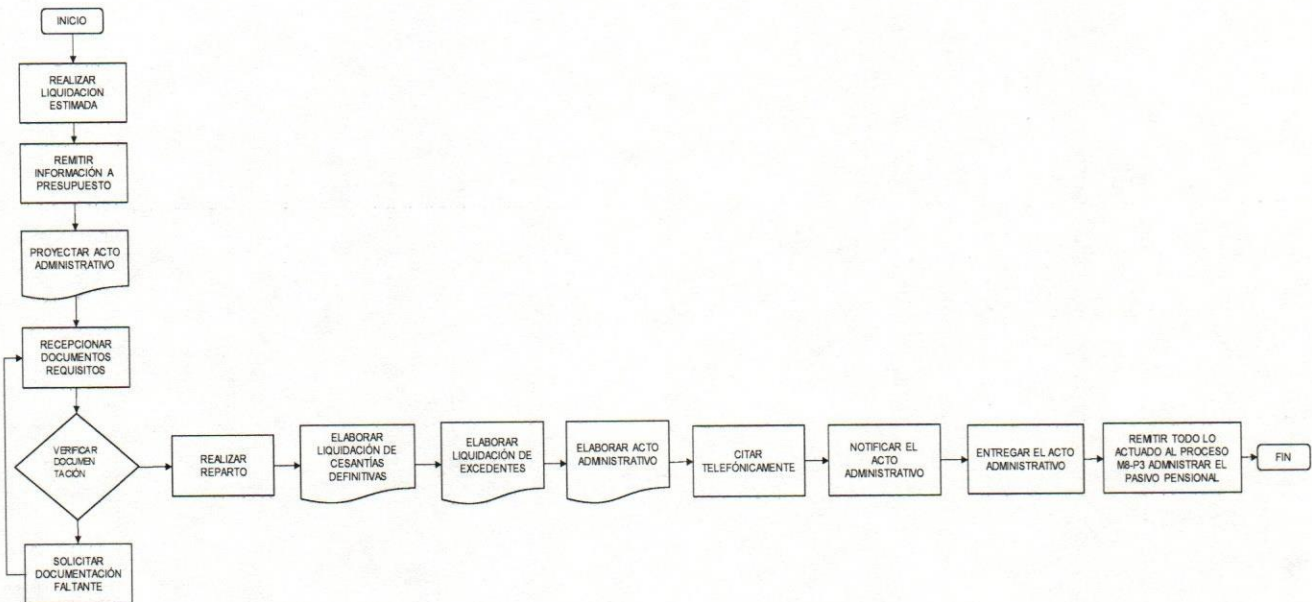 INICIO
REALIZAR
LIQUIDACION
ESTIMADA
REMITIR
INFORMACIÓN A
PRESUPUESTO
PROYECTAR ACTO
ADMINISTRATIVO
RECEPCIONAR
DOCUMENTOS
REQUISITOS
VERIFICAR
DOCUMEN
TACIÓN
SOLICITAR
DOCUMENTACIÓN
FALTANTE
REALIZAR
REPARTO
ELABORAR
LIQUIDACIÓN DE
CESANTÍAS
DEFINITIVAS
ELABORAR
LIQUIDACIÓN DE
EXCEDENTES
ELABORAR ACTO
ADMINISTRATIVO
CITAR
TELEFÓNICAMENTE
NOTIFICAR EL
ACTO
ADMINISTRATIVO
ENTREGAR EL ACTO
ADMINISTRATIVO
REMITIR TODO LO
ACTUADO AL PROCESO
M8-P3 ADMINISTRAR EL
PASIVO PENSIONAL
FIN